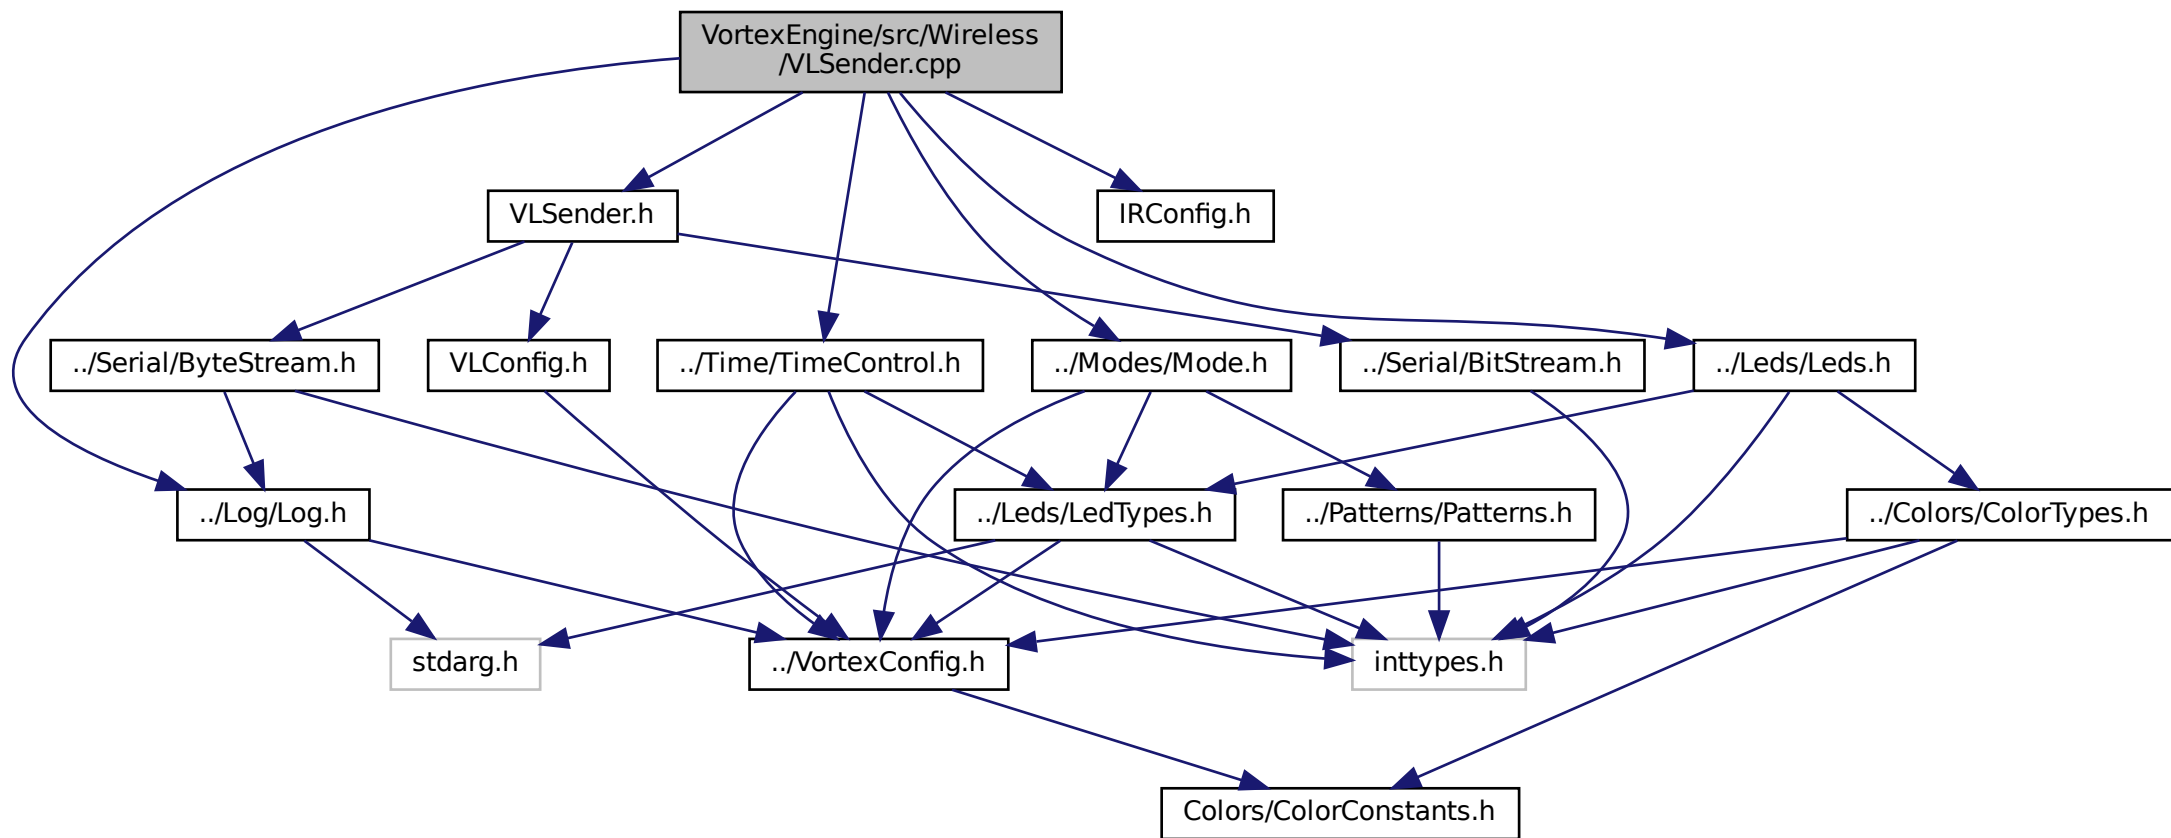 VortexEngine/src/Wireless
/VLSender.cpp
VLSender.h
IRConfig.h
../Serial/ByteStream.h
VLConfig.h
../Time/TimeControl.h
../Modes/Mode.h
../Serial/BitStream.h
../Leds/Leds.h
../Log/Log.h
../Leds/LedTypes.h
../Patterns/Patterns.h
../Colors/ColorTypes.h
stdarg.h
../VortexConfig.h
inttypes.h
Colors/ColorConstants.h